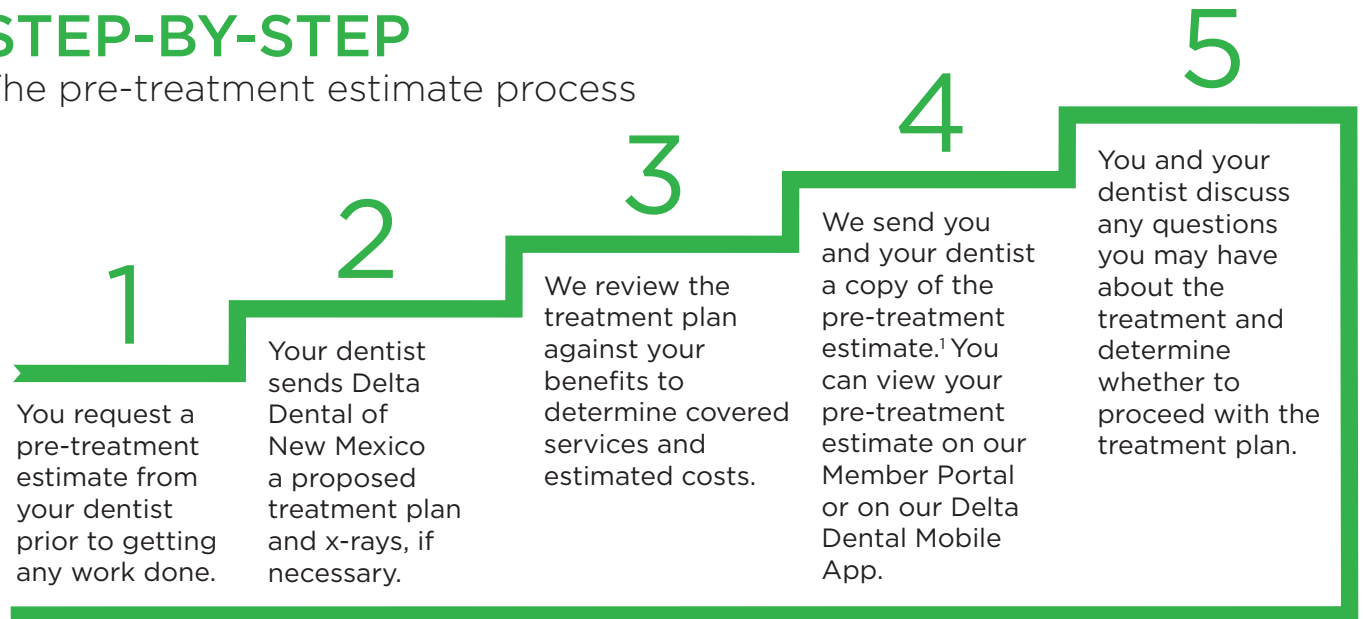 STEP-BY-STEP
The pre-treatment estimate process
1
You request a
pre-treatment
estimate from
your dentist
prior to getting
any work done.
2
Your dentist
sends Delta
Dental of
New Mexico
a proposed
treatment plan
and x-rays, if
necessary.
3
We review the
treatment plan
against your
benefits to
determine covered
services and
estimated costs.
4
We send you
and your dentist
a copy of the
pre-treatment
estimate.¹ You
can view your
pre-treatment
estimate on our
Member Portal
or on our Delta
Dental Mobile
App.
5
You and your
dentist discuss
any questions
you may have
about the
treatment and
determine
whether to
proceed with the
treatment plan.